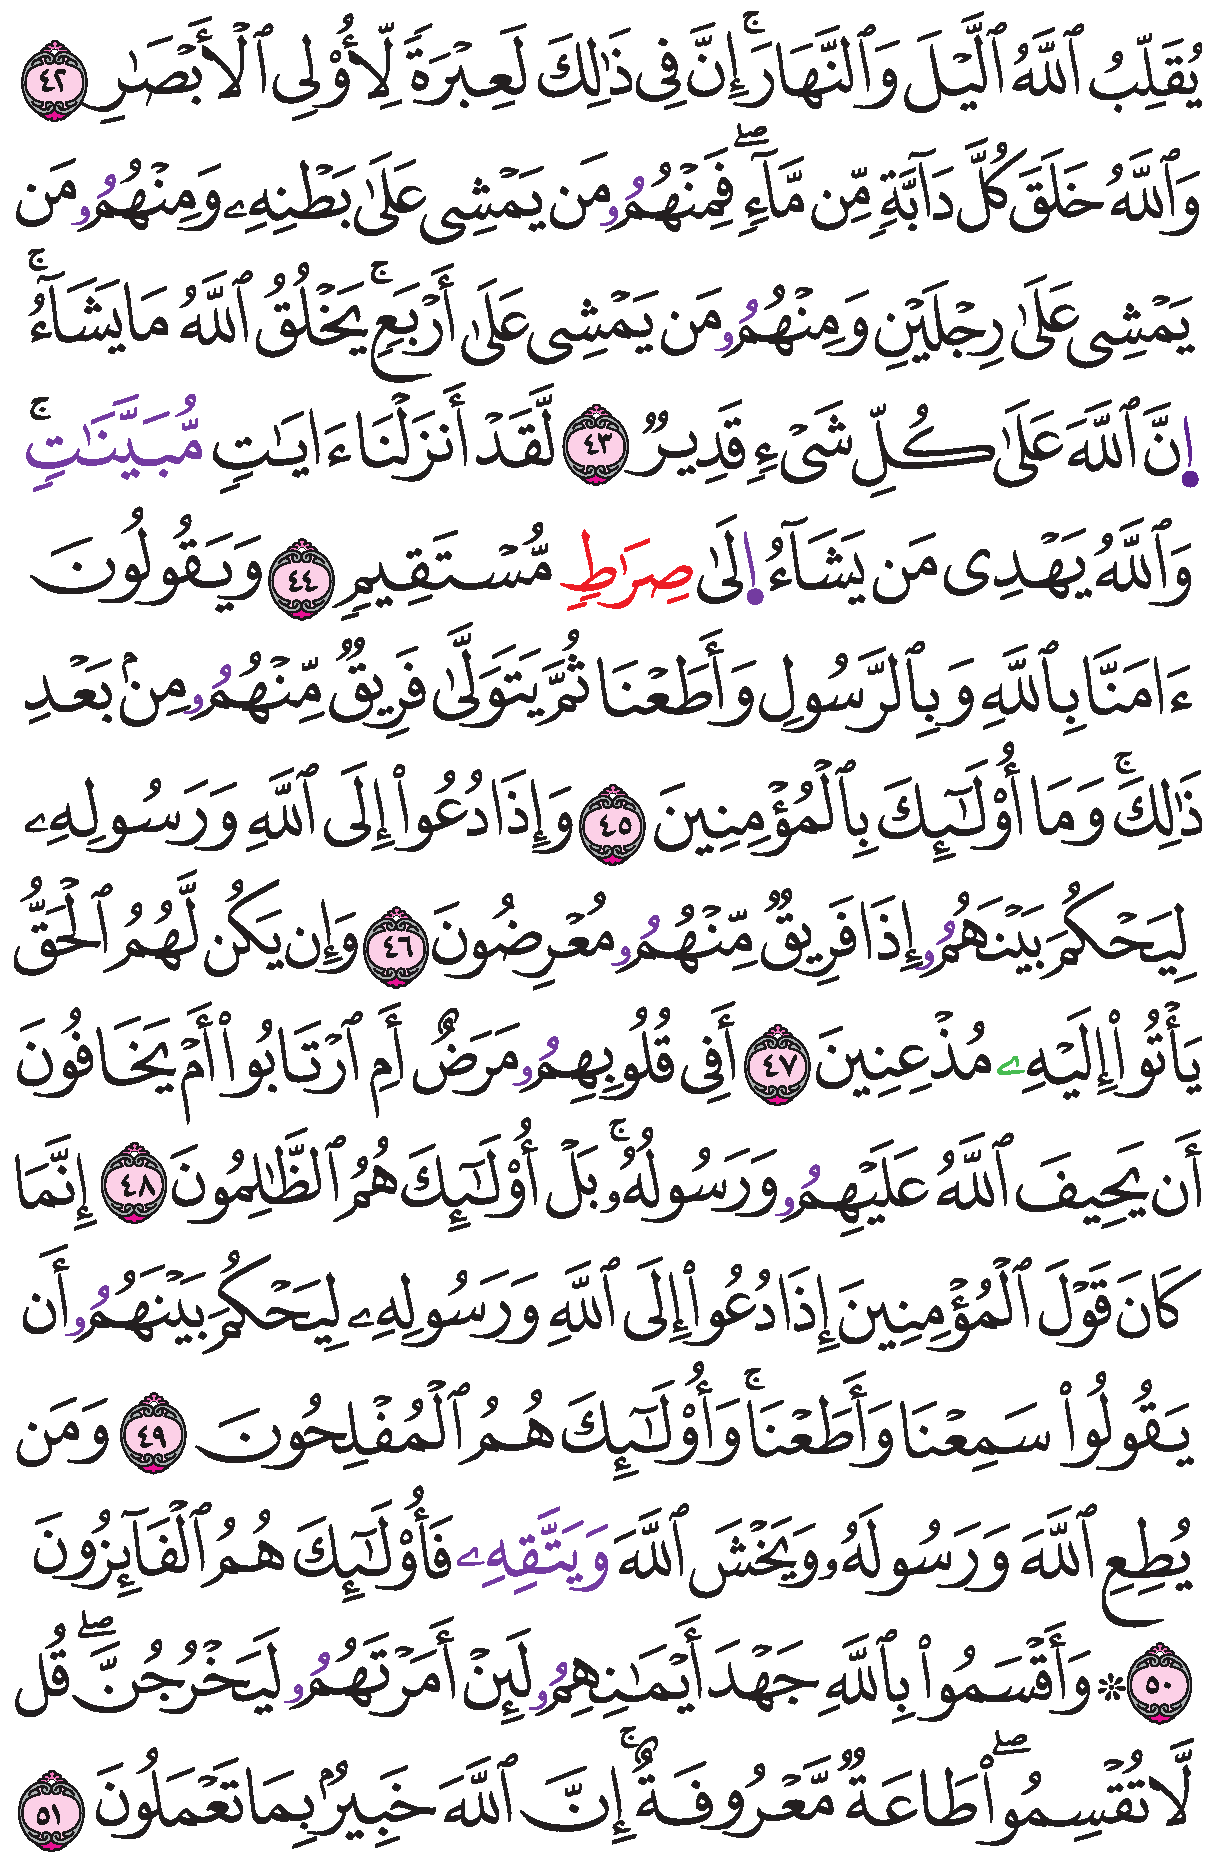 يُقَلِّبُ ٱللَّهُ ٱلَّيۡلَ وَٱلنَّهَارَۚ إِنَّ فِي ذَٰلِكَ لَعِبۡرَةٗ لِّأُوْلِي ٱلۡأَبۡصَٰرِ ٤٢
وَٱللَّهُ خَلَقَ كُلَّ دَآبَّةٖ مِّن مَّآءٖۖ فَمِنۡهُمُۥ مَن يَمۡشِي عَلَىٰ بَطۡنِهِۦ وَمِنۡهُمُۥ مَن
يَمۡشِي عَلَىٰ رِجۡلَيۡنِ وَمِنۡهُمُۥ مَن يَمۡشِي عَلَىٰٓ أَرۡبَعٖۚ يَخۡلُقُ ٱللَّهُ مَا يَشَآءُۚ
اِنَّ ٱللَّهَ عَلَىٰ كُلِّ شَيۡءٖ قَدِيرٞ ٤٣ لَّقَدۡ أَنزَلۡنَآ ءَايَٰتٖ مُّبَيَّنَٰتٖۚ
وَٱللَّهُ يَهۡدِي مَن يَشَآءُ اِلَىٰ صِرَٰطٖ مُّسۡتَقِيمٖ ٤٤ وَيَقُولُونَ
ءَامَنَّا بِٱللَّهِ وَبِٱلرَّسُولِ وَأَطَعۡنَا ثُمَّ يَتَوَلَّىٰ فَرِيقٞ مِّنۡهُمُۥ مِنۢ بَعۡدِ
ذَٰلِكَۚ وَمَآ أُوْلَٰٓئِكَ بِٱلۡمُؤۡمِنِينَ ٤٥ وَإِذَا دُعُوٓاْ إِلَى ٱللَّهِ وَرَسُولِهِۦ
لِيَحۡكُمَ بَيۡنَهُمُۥٓ إِذَا فَرِيقٞ مِّنۡهُمُۥ مُعۡرِضُونَ ٤٦ وَإِن يَكُن لَّهُمُ ٱلۡحَقُّ
يَأۡتُوٓاْ إِلَيۡهِۦ مُذۡعِنِينَ ٤٧ أَفِي قُلُوبِهِمُۥ مَرَضٌ أَمِ ٱرۡتَابُوٓاْ أَمۡ يَخَافُونَ
أَن يَحِيفَ ٱللَّهُ عَلَيۡهِمُۥ وَرَسُولُهُۥۚ بَلۡ أُوْلَٰٓئِكَ هُمُ ٱلظَّٰلِمُونَ ٤٨ إِنَّمَا
كَانَ قَوۡلَ ٱلۡمُؤۡمِنِينَ إِذَا دُعُوٓاْ إِلَى ٱللَّهِ وَرَسُولِهِۦ لِيَحۡكُمَ بَيۡنَهُمُۥٓ أَن
يَقُولُواْ سَمِعۡنَا وَأَطَعۡنَاۚ وَأُوْلَٰٓئِكَ هُمُ ٱلۡمُفۡلِحُونَ ٤٩ وَمَن
يُطِعِ ٱللَّهَ وَرَسُولَهُۥ وَيَخۡشَ ٱللَّهَ وَيَتَّقِهِۦ فَأُوْلَٰٓئِكَ هُمُ ٱلۡفَآئِزُونَ
٥٠ ۞وَأَقۡسَمُواْ بِٱللَّهِ جَهۡدَ أَيۡمَٰنِهِمُۥ لَئِنۡ أَمَرۡتَهُمُۥ لَيَخۡرُجُنَّۖ قُل
لَّا تُقۡسِمُواْۖ طَاعَةٞ مَّعۡرُوفَةٌۚ إِنَّ ٱللَّهَ خَبِيرُۢ بِمَا تَعۡمَلُونَ ٥١